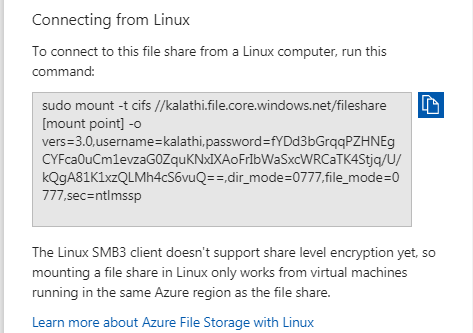 Connecting from Linux
To connect to this file share from a Linux computer, run this
command:
sudo mount -t cifs //kalathi.file.core.windows.net/fileshare
[mount point] -o
vers=3.0,username=kalathi,password=fYDd3bGrqqPZHNEg
CYFca0uCm1evzaG0ZquKNxIXAoFrIbWaSxcWRCaTK4Stjq/U/
kQgA81K1xzQLMh4cS6vuQ==,dir_mode=0777,file_mode=0
777,sec=ntlmssp
The Linux SMB3 client doesn't support share level encryption yet, so
mounting a file share in Linux only works from virtual machines
running in the same Azure region as the file share.
Learn more about Azure File Storage with Linux